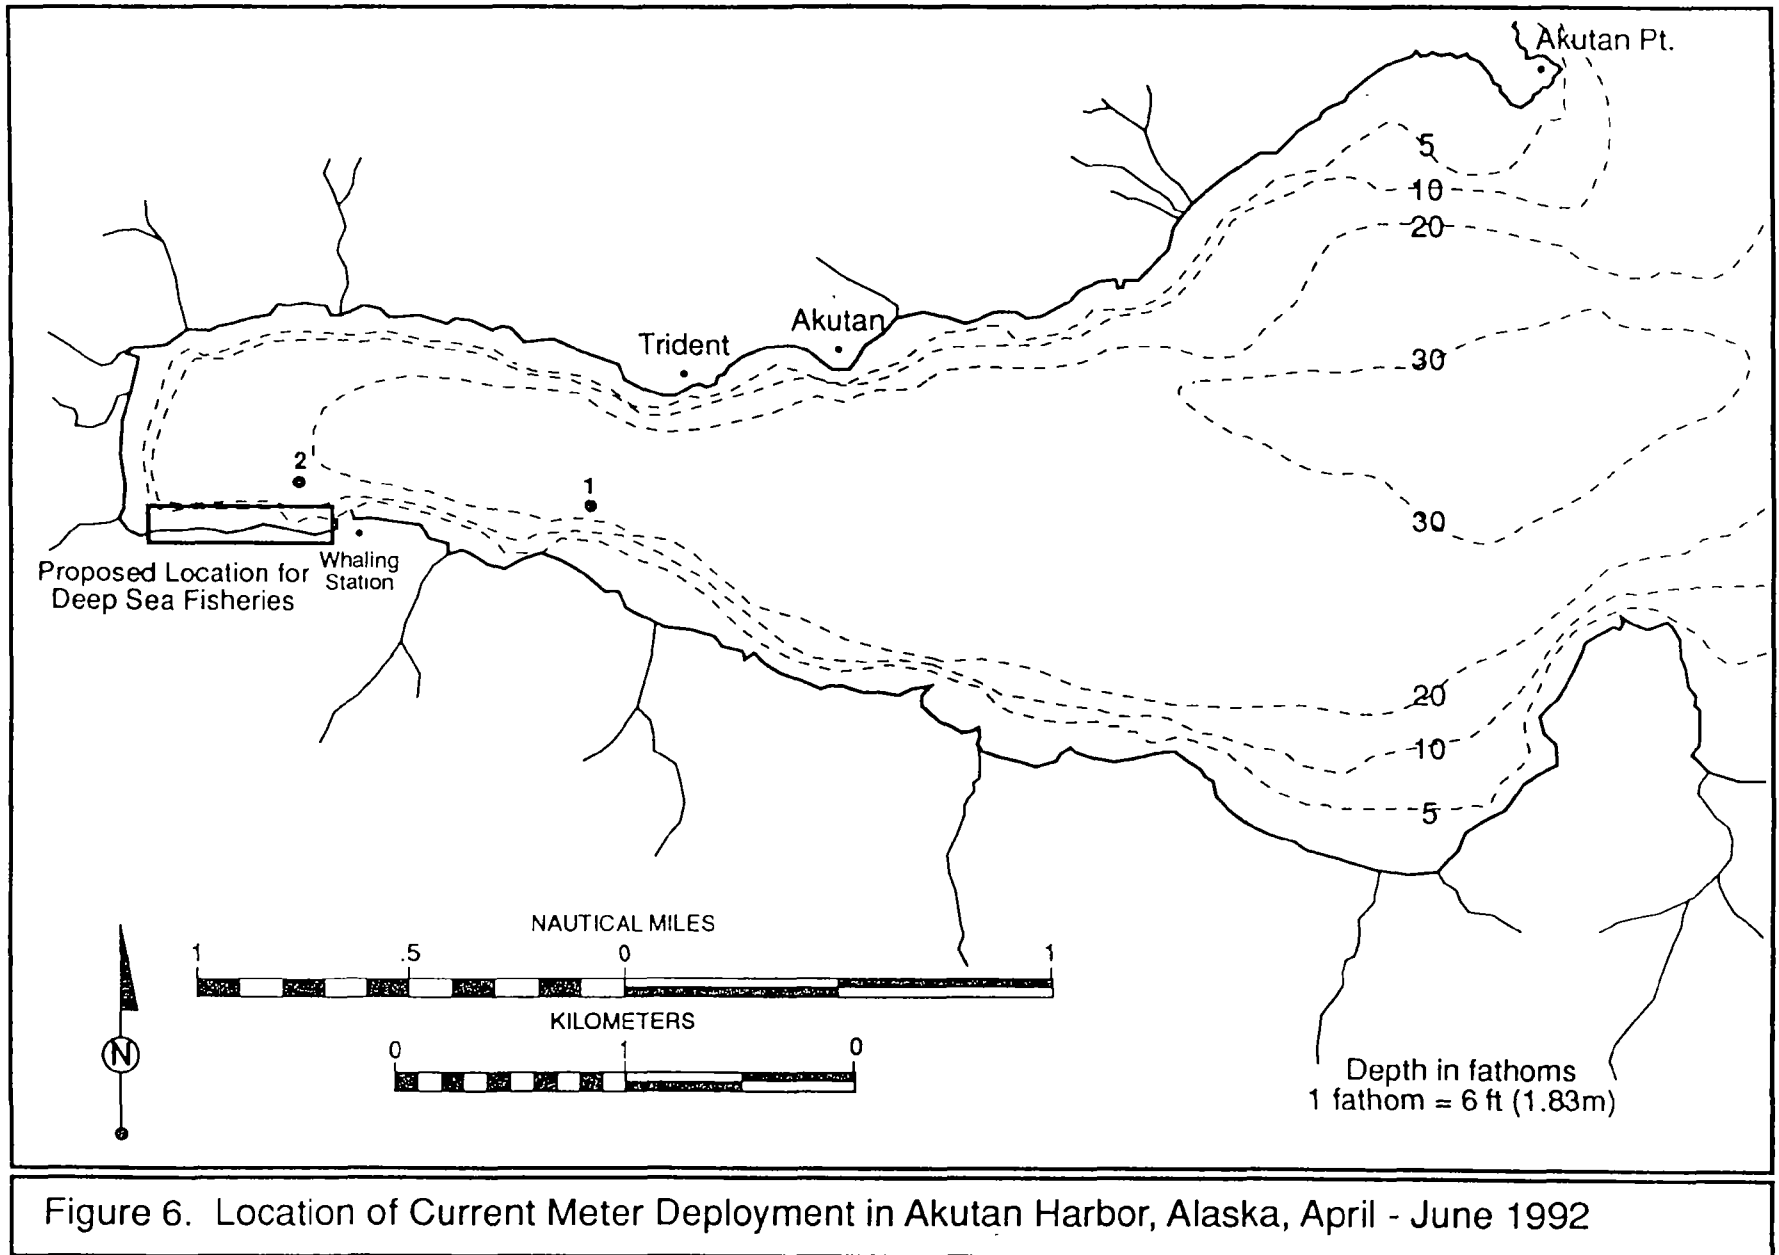 Akutan Pt.
5
10
20
Akutan
Trident
30
2
1
30
Whaling
Station
Proposed Location for
Deep Sea Fisheries
20
10
5
NAUTICAL MILES
1 .5 0 1
KILOMETERS
0 1 0
N
Depth in fathoms
1 fathom = 6 ft (1.83m)
Figure 6. Location of Current Meter Deployment in Akutan Harbor, Alaska, April - June 1992